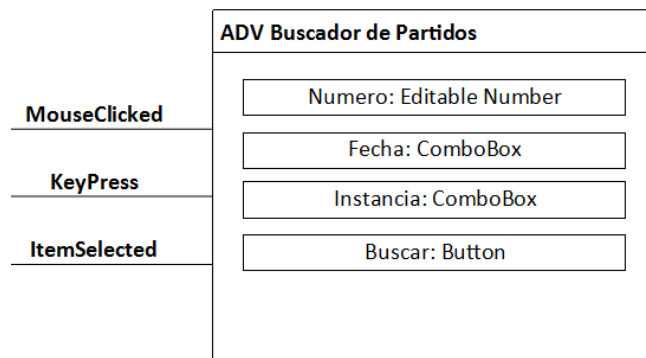 ADV Buscador de Partidos
Numero: Editable Number
MouseClicked
Fecha: ComboBox
KeyPress
Instancia: ComboBox
ItemSelected
Buscar: Button